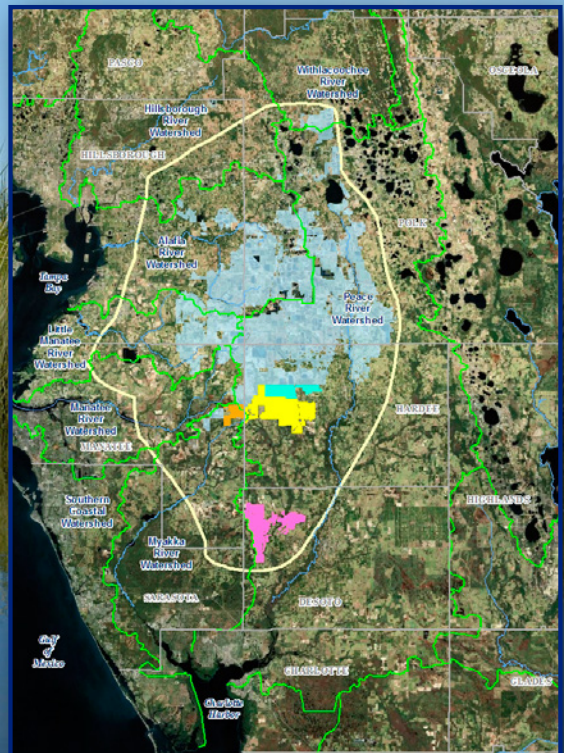 PASCO
Withlacoochee
River
Watershed
OSCEOLA
Hillsborough
River
Watershed
HILLSBOROUGH
POLK
Alafia
River
Watershed
Tampa
Bay
Peace
River
Watershed
Little
Manatee
River
Watershed
Manatee
River
Watershed
MANATEE
HARDEE
Southern
Coastal
Watershed
HIGHLANDS
Myakka
River
Watershed
SARASOTA
DESOTO
Gulf
of
Mexico
CHARLOTTE
GLADES
Charlotte
Harbor